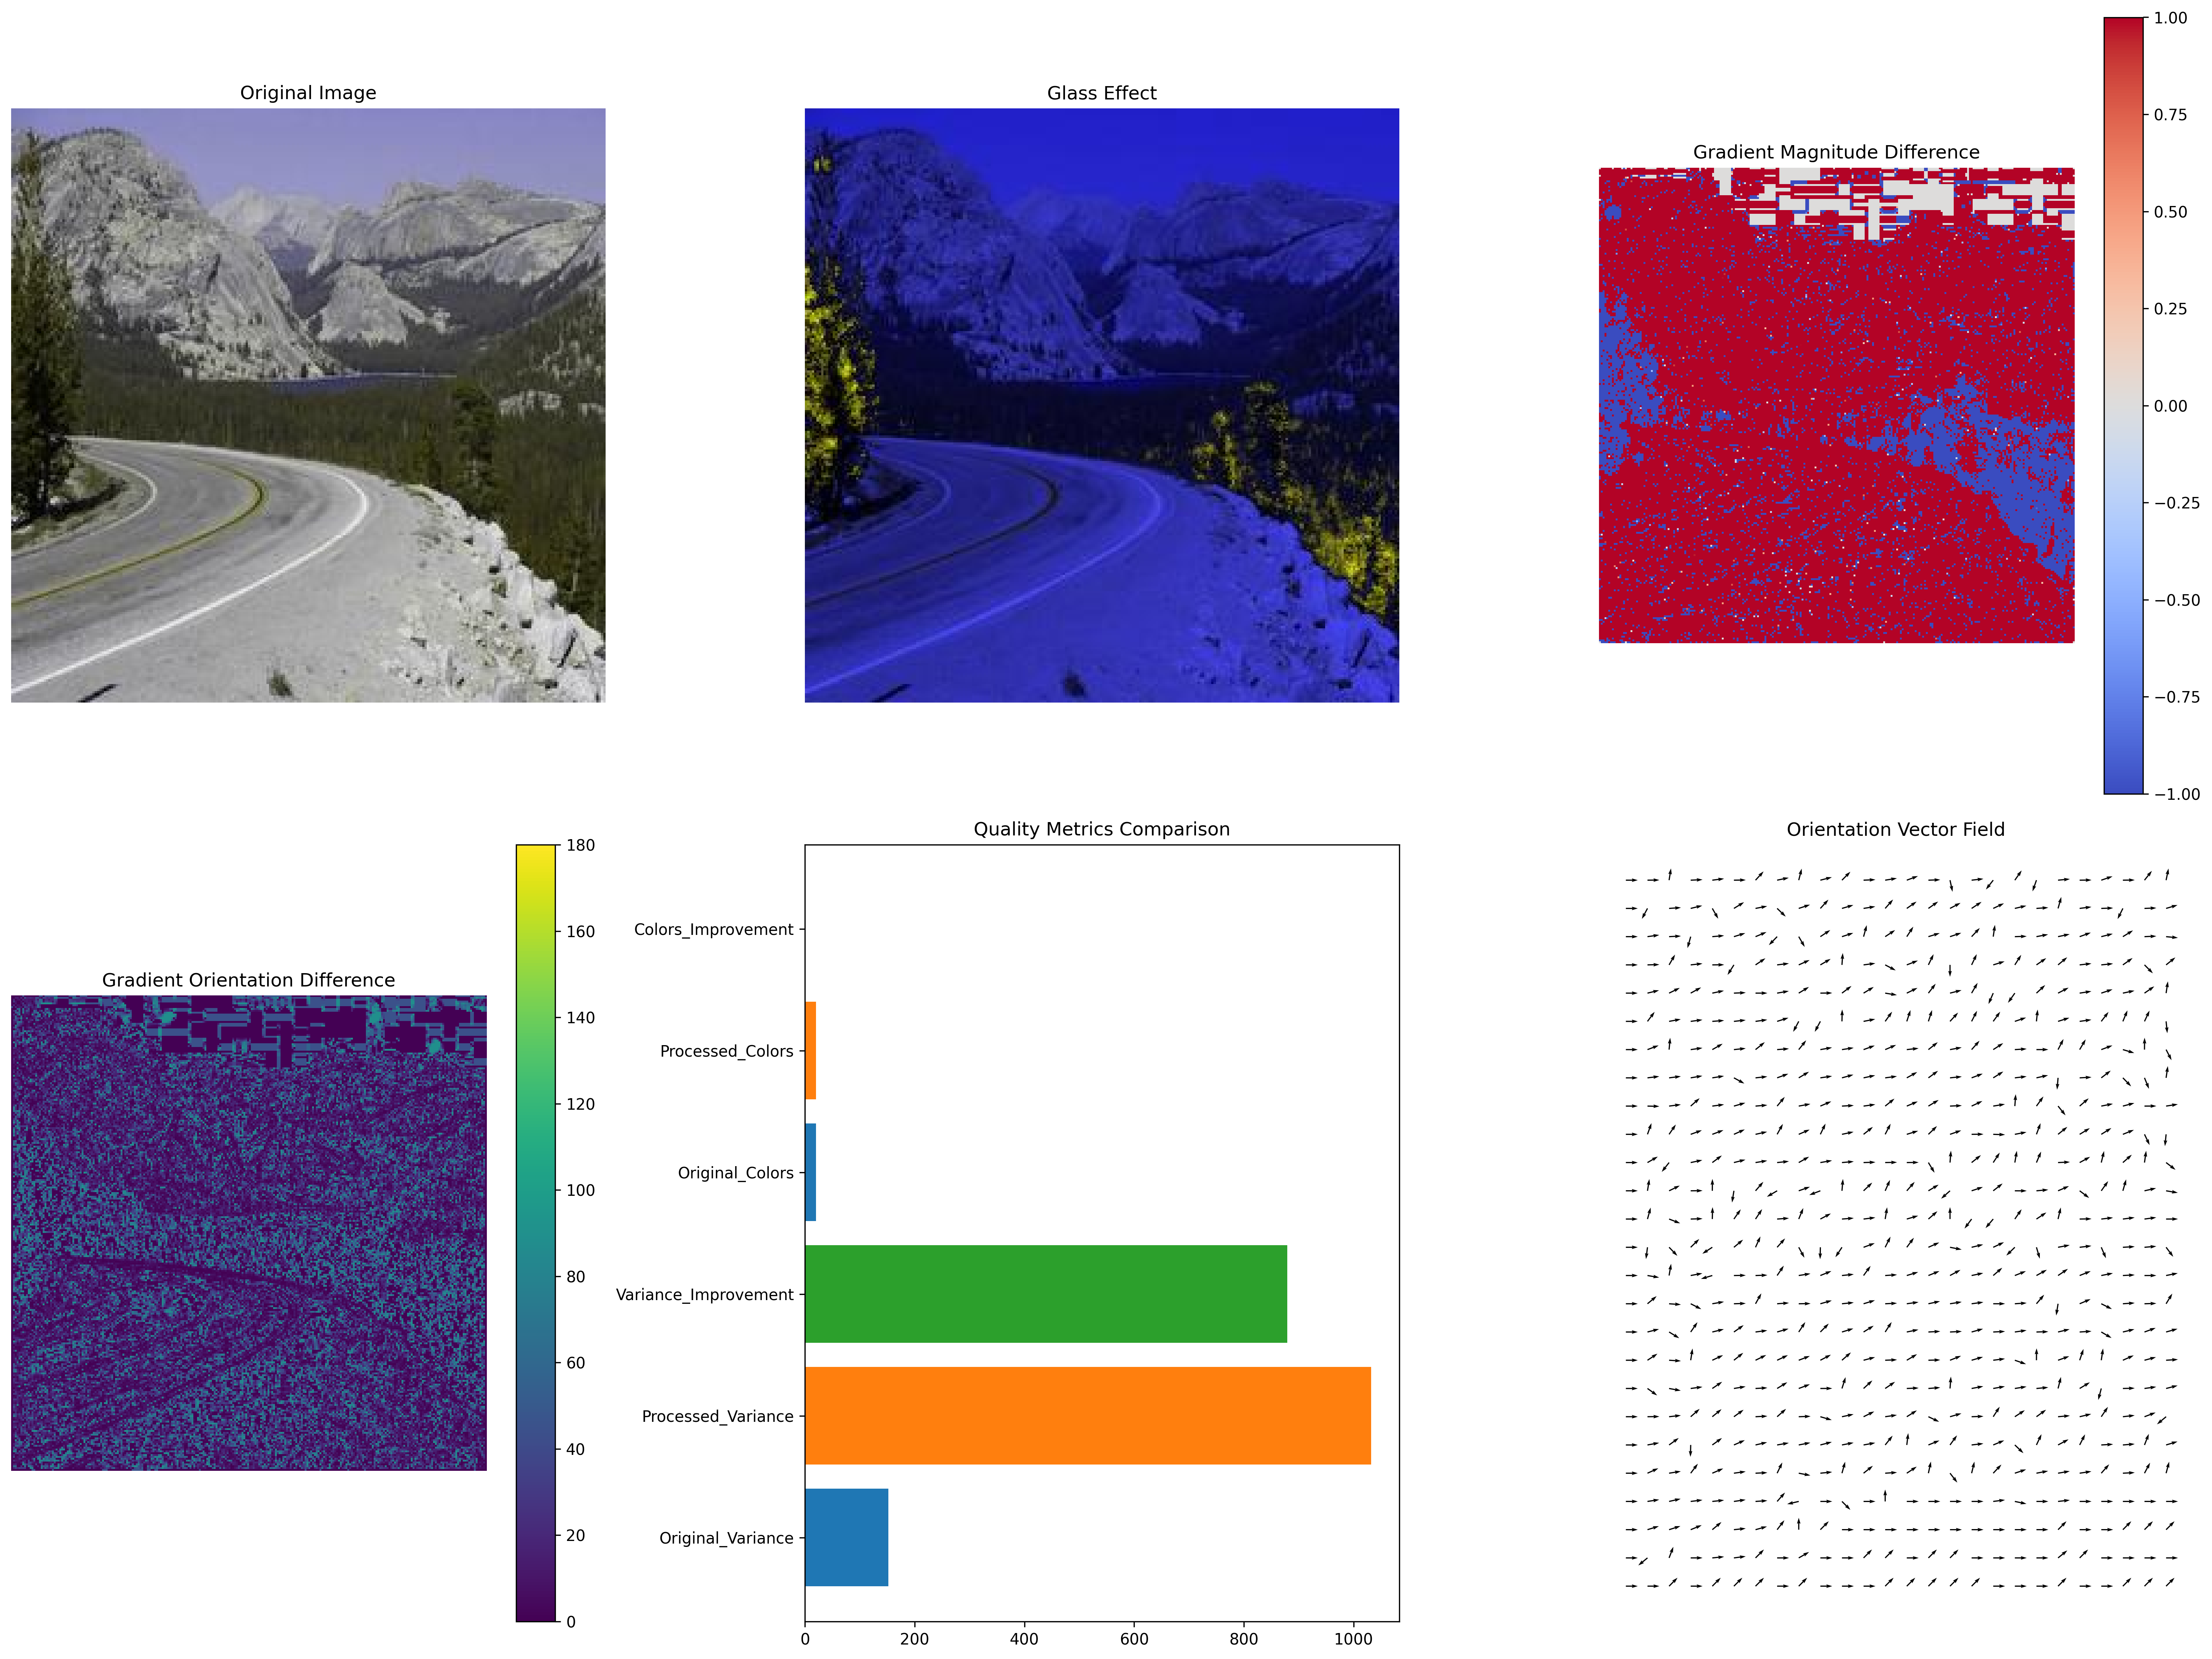 Original Image
Glass Effect
Gradient Magnitude Difference
1.00
0.75
0.50
0.25
0.00
−0.25
−0.50
−0.75
−1.00
Gradient Orientation Difference
180
160
140
120
100
80
60
40
20
0
Quality Metrics Comparison
Colors_Improvement
Processed_Colors
Original_Colors
Variance_Improvement
Processed_Variance
Original_Variance
0 200 400 600 800 1000
Orientation Vector Field